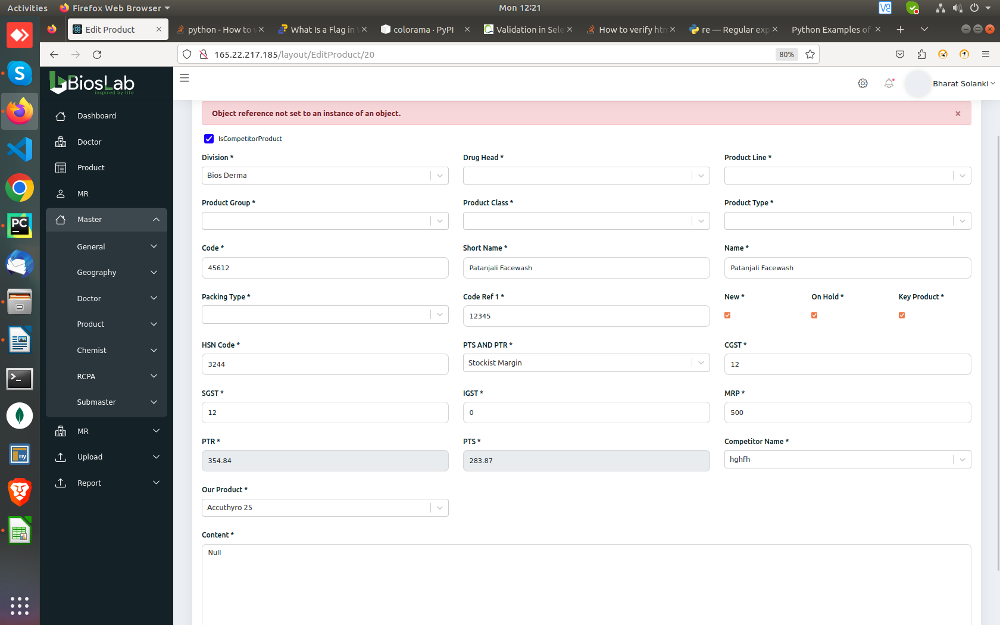 Activities
Firefox Web Browser
Mon 12:21
Edit Product
python - How to v
What Is a Flag in
colorama · PyPI
Validation in Sele
How to verify htm
re — Regular exp
Python Examples of
165.22.217.185/layout/EditProduct/20
80%
BiosLab
inspired by life
Bharat Solanki
Dashboard
Doctor
Product
MR
Master
General
Geography
Doctor
Product
Chemist
RCPA
Submaster
MR
Upload
Report
Object reference not set to an instance of an object.
IsCompetitorProduct
Division *
Drug Head *
Product Line *
Bios Derma
Product Group *
Product Class *
Product Type *
Code *
Short Name *
Name *
45612
Patanjali Facewash
Patanjali Facewash
Packing Type *
Code Ref 1 *
New *
On Hold *
Key Product *
12345
HSN Code *
PTS AND PTR *
CGST *
3244
Stockist Margin
12
SGST *
IGST *
MRP *
12
0
500
PTR *
PTS *
Competitor Name *
354.84
283.87
hghfh
Our Product *
Accuthyro 25
Content *
Null